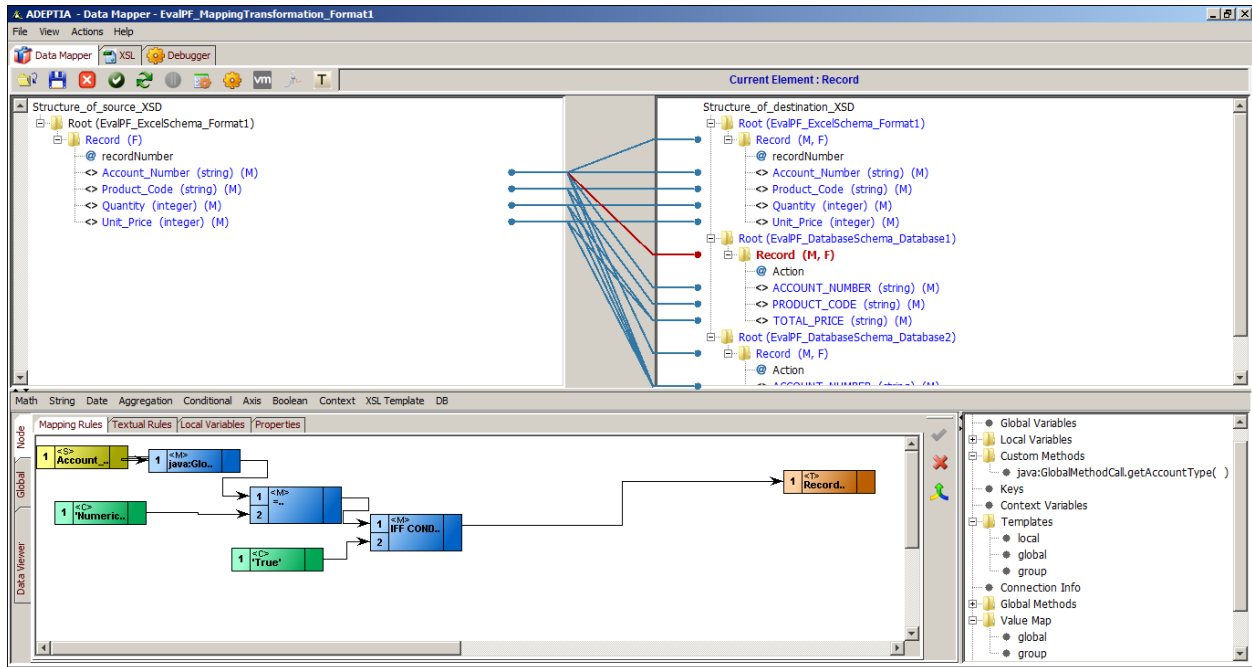 ADEPTIA - Data Mapper - EvalPF_MappingTransformation_Format1
File View Actions Help
Data Mapper XSL Debugger
vm T Current Element : Record
Structure_of_source_XSD
Root (EvalPF_ExcelSchema_Format1)
Record (F)
@ recordNumber
<> Account_Number (string) (M)
<> Product_Code (string) (M)
<> Quantity (integer) (M)
<> Unit_Price (integer) (M)
Structure_of_destination_XSD
Root (EvalPF_ExcelSchema_Format1)
Record (M, F)
@ recordNumber
<> Account_Number (string) (M)
<> Product_Code (string) (M)
<> Quantity (integer) (M)
<> Unit_Price (integer) (M)
Root (EvalPF_DatabaseSchema_Database1)
Record (M, F)
@ Action
<> ACCOUNT_NUMBER (string) (M)
<> PRODUCT_CODE (string) (M)
<> TOTAL_PRICE (string) (M)
Root (EvalPF_DatabaseSchema_Database2)
Record (M, F)
@ Action
<> ACCOUNT_NUMBER (string) (M)
Math String Date Aggregation Conditional Axis Boolean Context XSL Template DB
Node
Global
Data Viewer
Mapping Rules Textual Rules Local Variables Properties
1 <S> Account_..
1 <M> java:Glo..
1 <M> =..
2
1 <C> 'Numeric..
1 <M> IFF COND..
2
1 <C> 'True'
1 <T> Record..
Global Variables
Local Variables
Custom Methods
java:GlobalMethodCall.getAccountType( )
Keys
Context Variables
Templates
local
global
group
Connection Info
Global Methods
Value Map
global
group